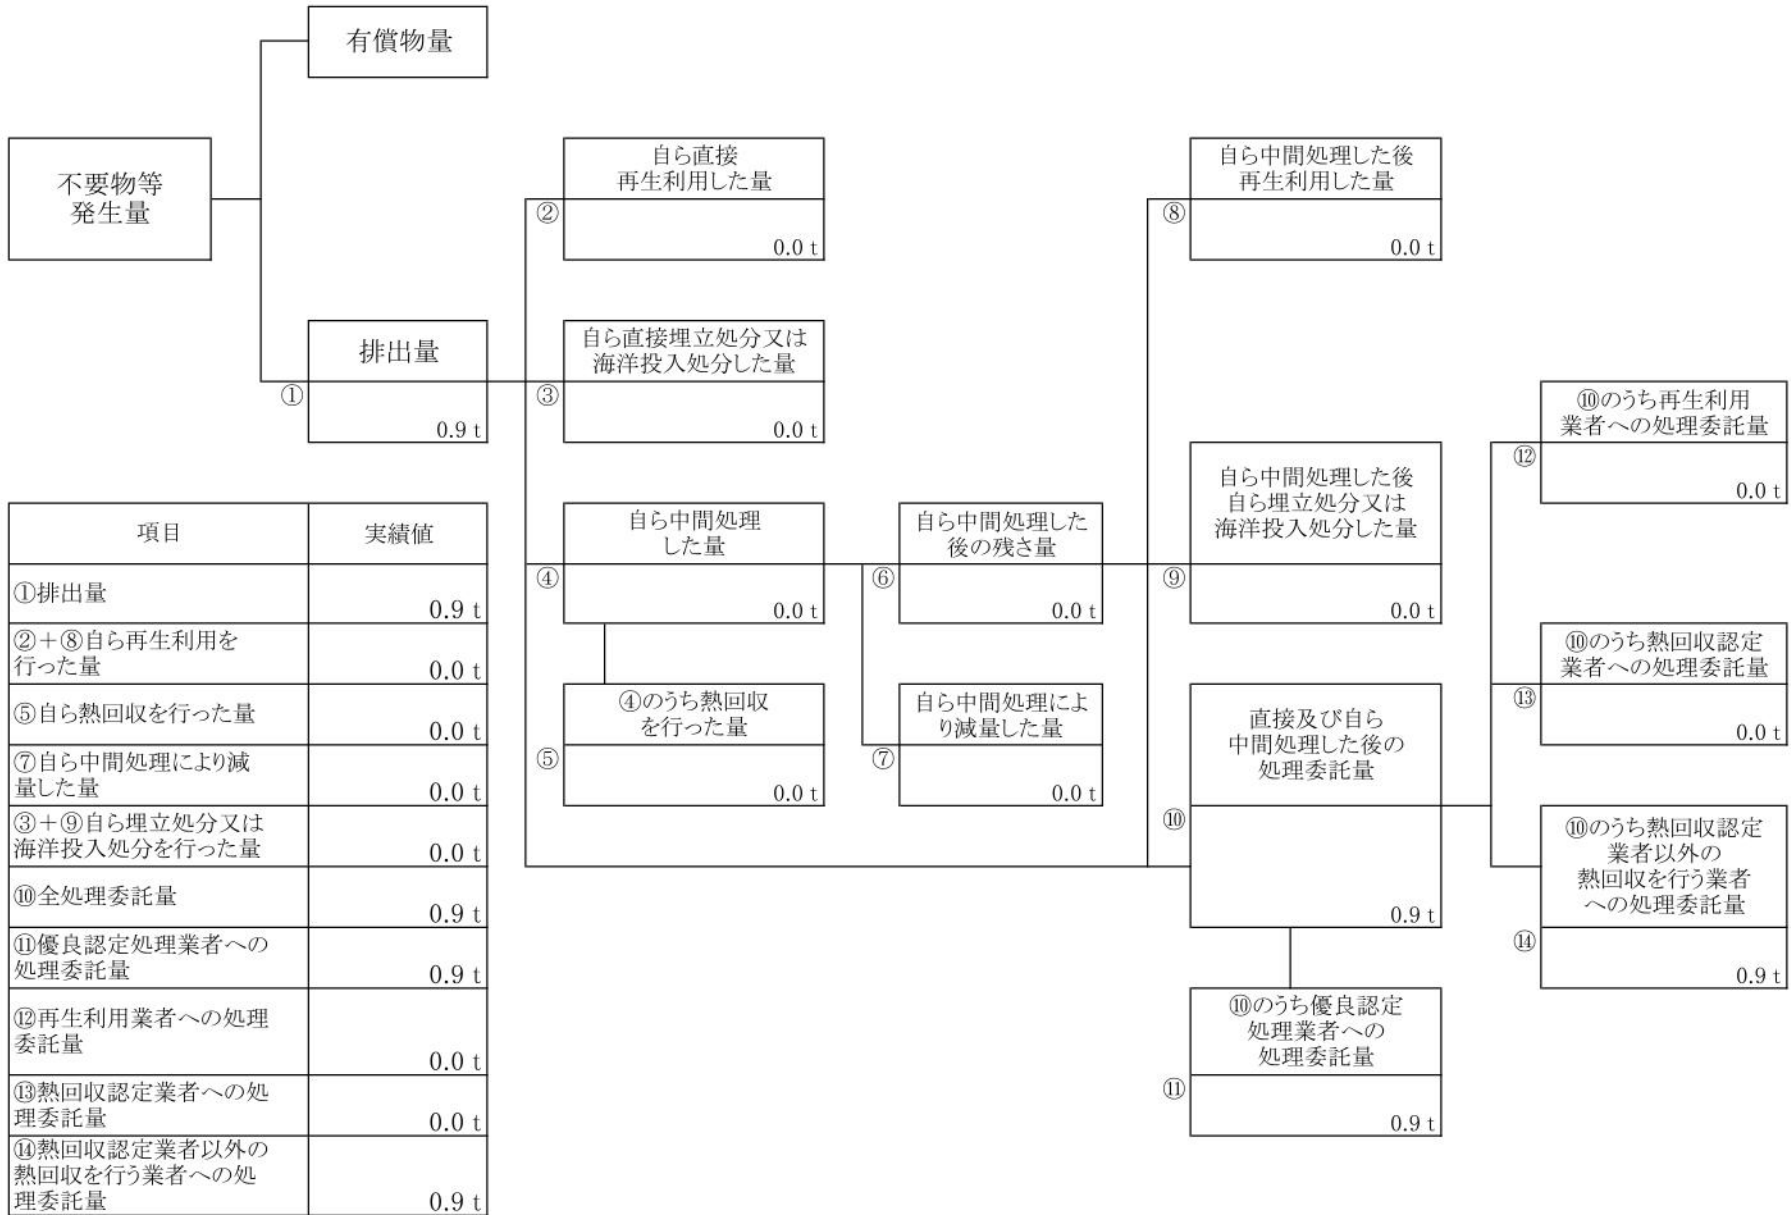 有償物量
不要物等
発生量
自ら直接
再生利用した量
②
0.0 t
自ら中間処理した後
再生利用した量
⑧
0.0 t
排出量
①
0.9 t
自ら直接埋立処分又は
海洋投入処分した量
③
0.0 t
⑩のうち再生利用
業者への処理委託量
⑫
0.0 t
自ら中間処理
した量
④
0.0 t
自ら中間処理した
後の残さ量
⑥
0.0 t
自ら中間処理した後
自ら埋立処分又は
海洋投入処分した量
⑨
0.0 t
⑩のうち熱回収認定
業者への処理委託量
⑬
0.0 t
④のうち熱回収
を行った量
⑤
0.0 t
自ら中間処理によ
り減量した量
⑦
0.0 t
直接及び自ら
中間処理した後の
処理委託量
⑩
0.9 t
⑩のうち熱回収認定
業者以外の
熱回収を行う業者
への処理委託量
⑭
0.9 t
⑩のうち優良認定
処理業者への
処理委託量
⑪
0.9 t
項目 実績値
①排出量
0.9 t
②+⑧自ら再生利用を
行った量 0.0 t
⑤自ら熱回収を行った量
0.0 t
⑦自ら中間処理により減
量した量 0.0 t
③+⑨自ら埋立処分又は
海洋投入処分を行った量 0.0 t
⑩全処理委託量
0.9 t
⑪優良認定処理業者への
処理委託量 0.9 t
⑫再生利用業者への処理
委託量
0.0 t
⑬熱回収認定業者への処
理委託量 0.0 t
⑭熱回収認定業者以外の
熱回収を行う業者への処
理委託量 0.9 t